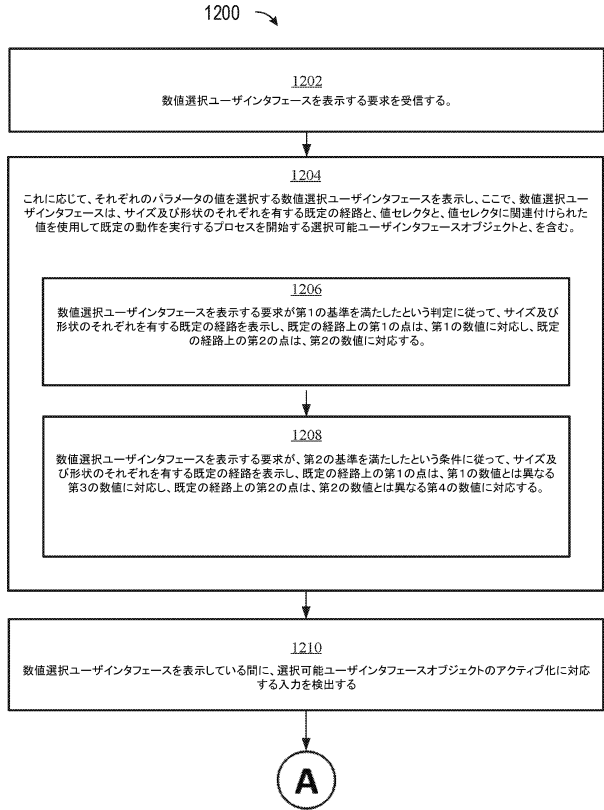 1200
1202
数値選択ユーザインタフェースを表示する要求を受信する。
1204
これに応じて、それぞれのパラメータの値を選択する数値選択ユーザインタフェースを表示し、ここで、数値選択ユー
ザインタフェースは、サイズ及び形状のそれぞれを有する既定の経路と、値セレクタと、値セレクタに関連付けられた
値を使用して既定の動作を実行するプロセスを開始する選択可能ユーザインタフェースオブジェクトと、を含む。
1206
数値選択ユーザインタフェースを表示する要求が第1の基準を満たしたという判定に従って、サイズ及び
形状のそれぞれを有する既定の経路を表示し、既定の経路上の第1の点は、第1の数値に対応し、既定
の経路上の第2の点は、第2の数値に対応する。
1208
数値選択ユーザインタフェースを表示する要求が、第2の基準を満たしたという条件に従って、サイズ及
び形状のそれぞれを有する既定の経路を表示し、既定の経路上の第1の点は、第1の数値とは異なる
第3の数値に対応し、既定の経路上の第2の点は、第2の数値とは異なる第4の数値に対応する。
1210
数値選択ユーザインタフェースを表示している間に、選択可能ユーザインタフェースオブジェクトのアクティブ化に対応
する入力を検出する
A